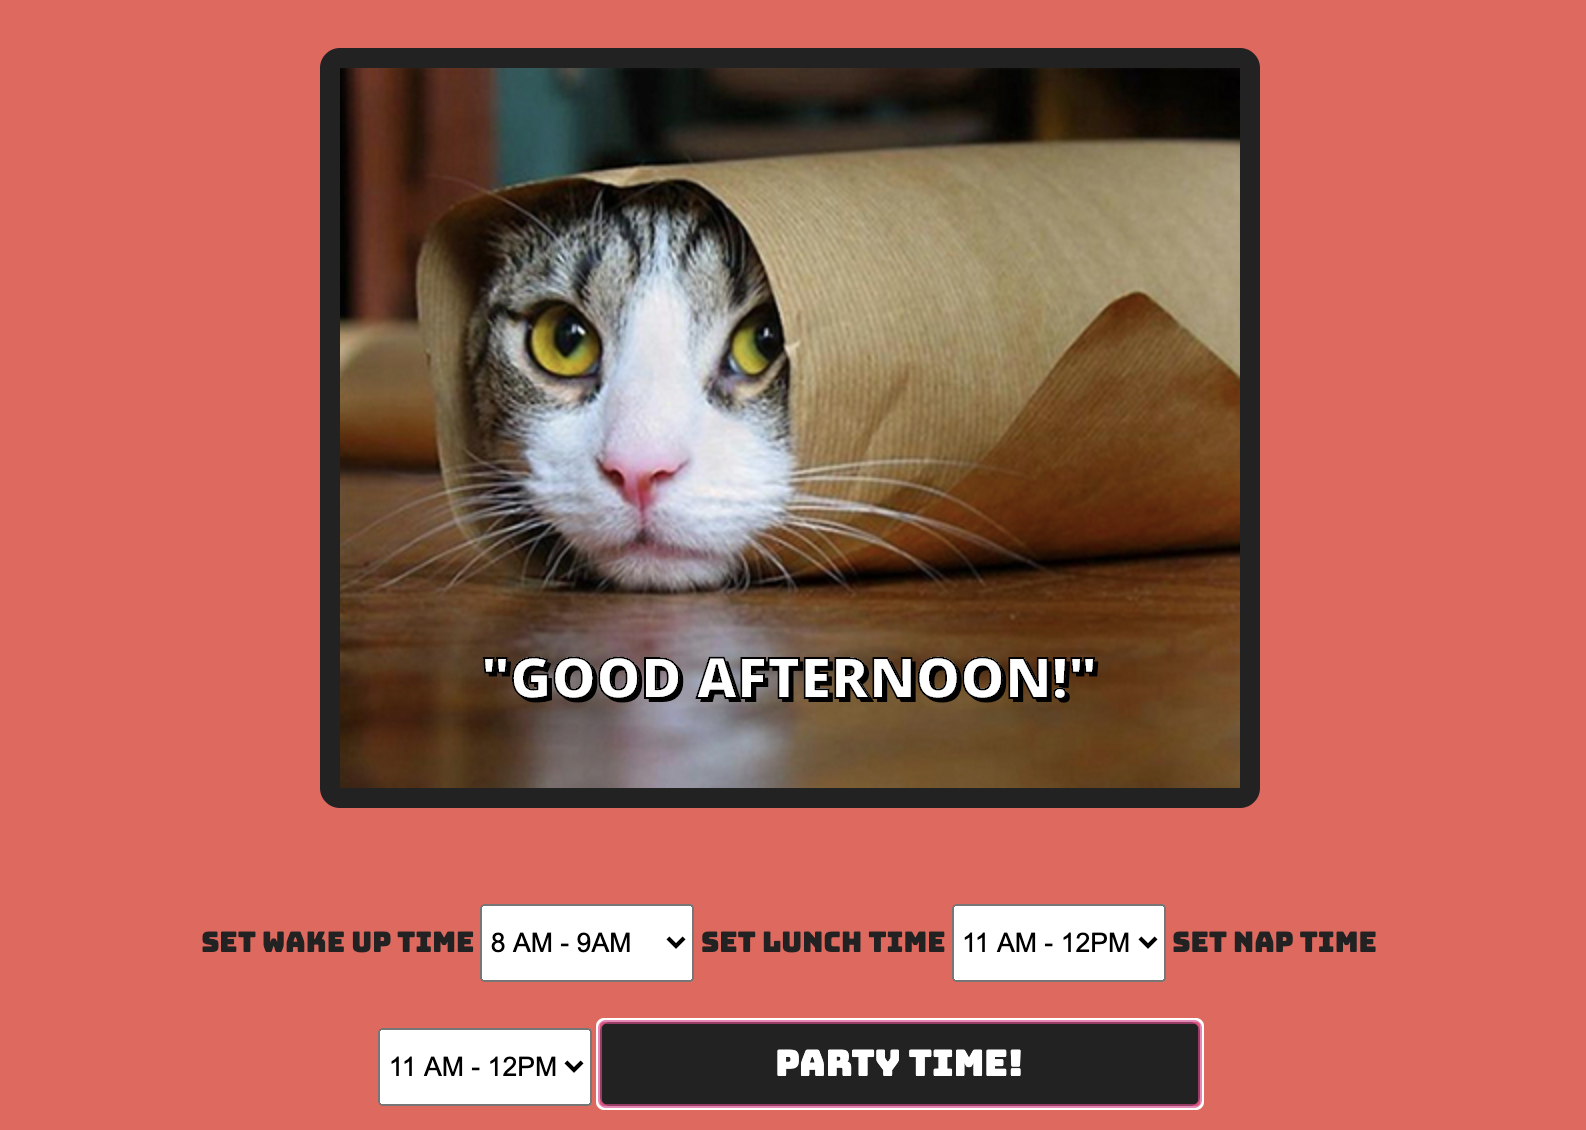 "GOOD AFTERNOON!"
SET WAKE UP TIME 8 AM - 9AM SET LUNCH TIME 11 AM - 12PM SET NAP TIME
11 AM - 12PM PARTY TIME!